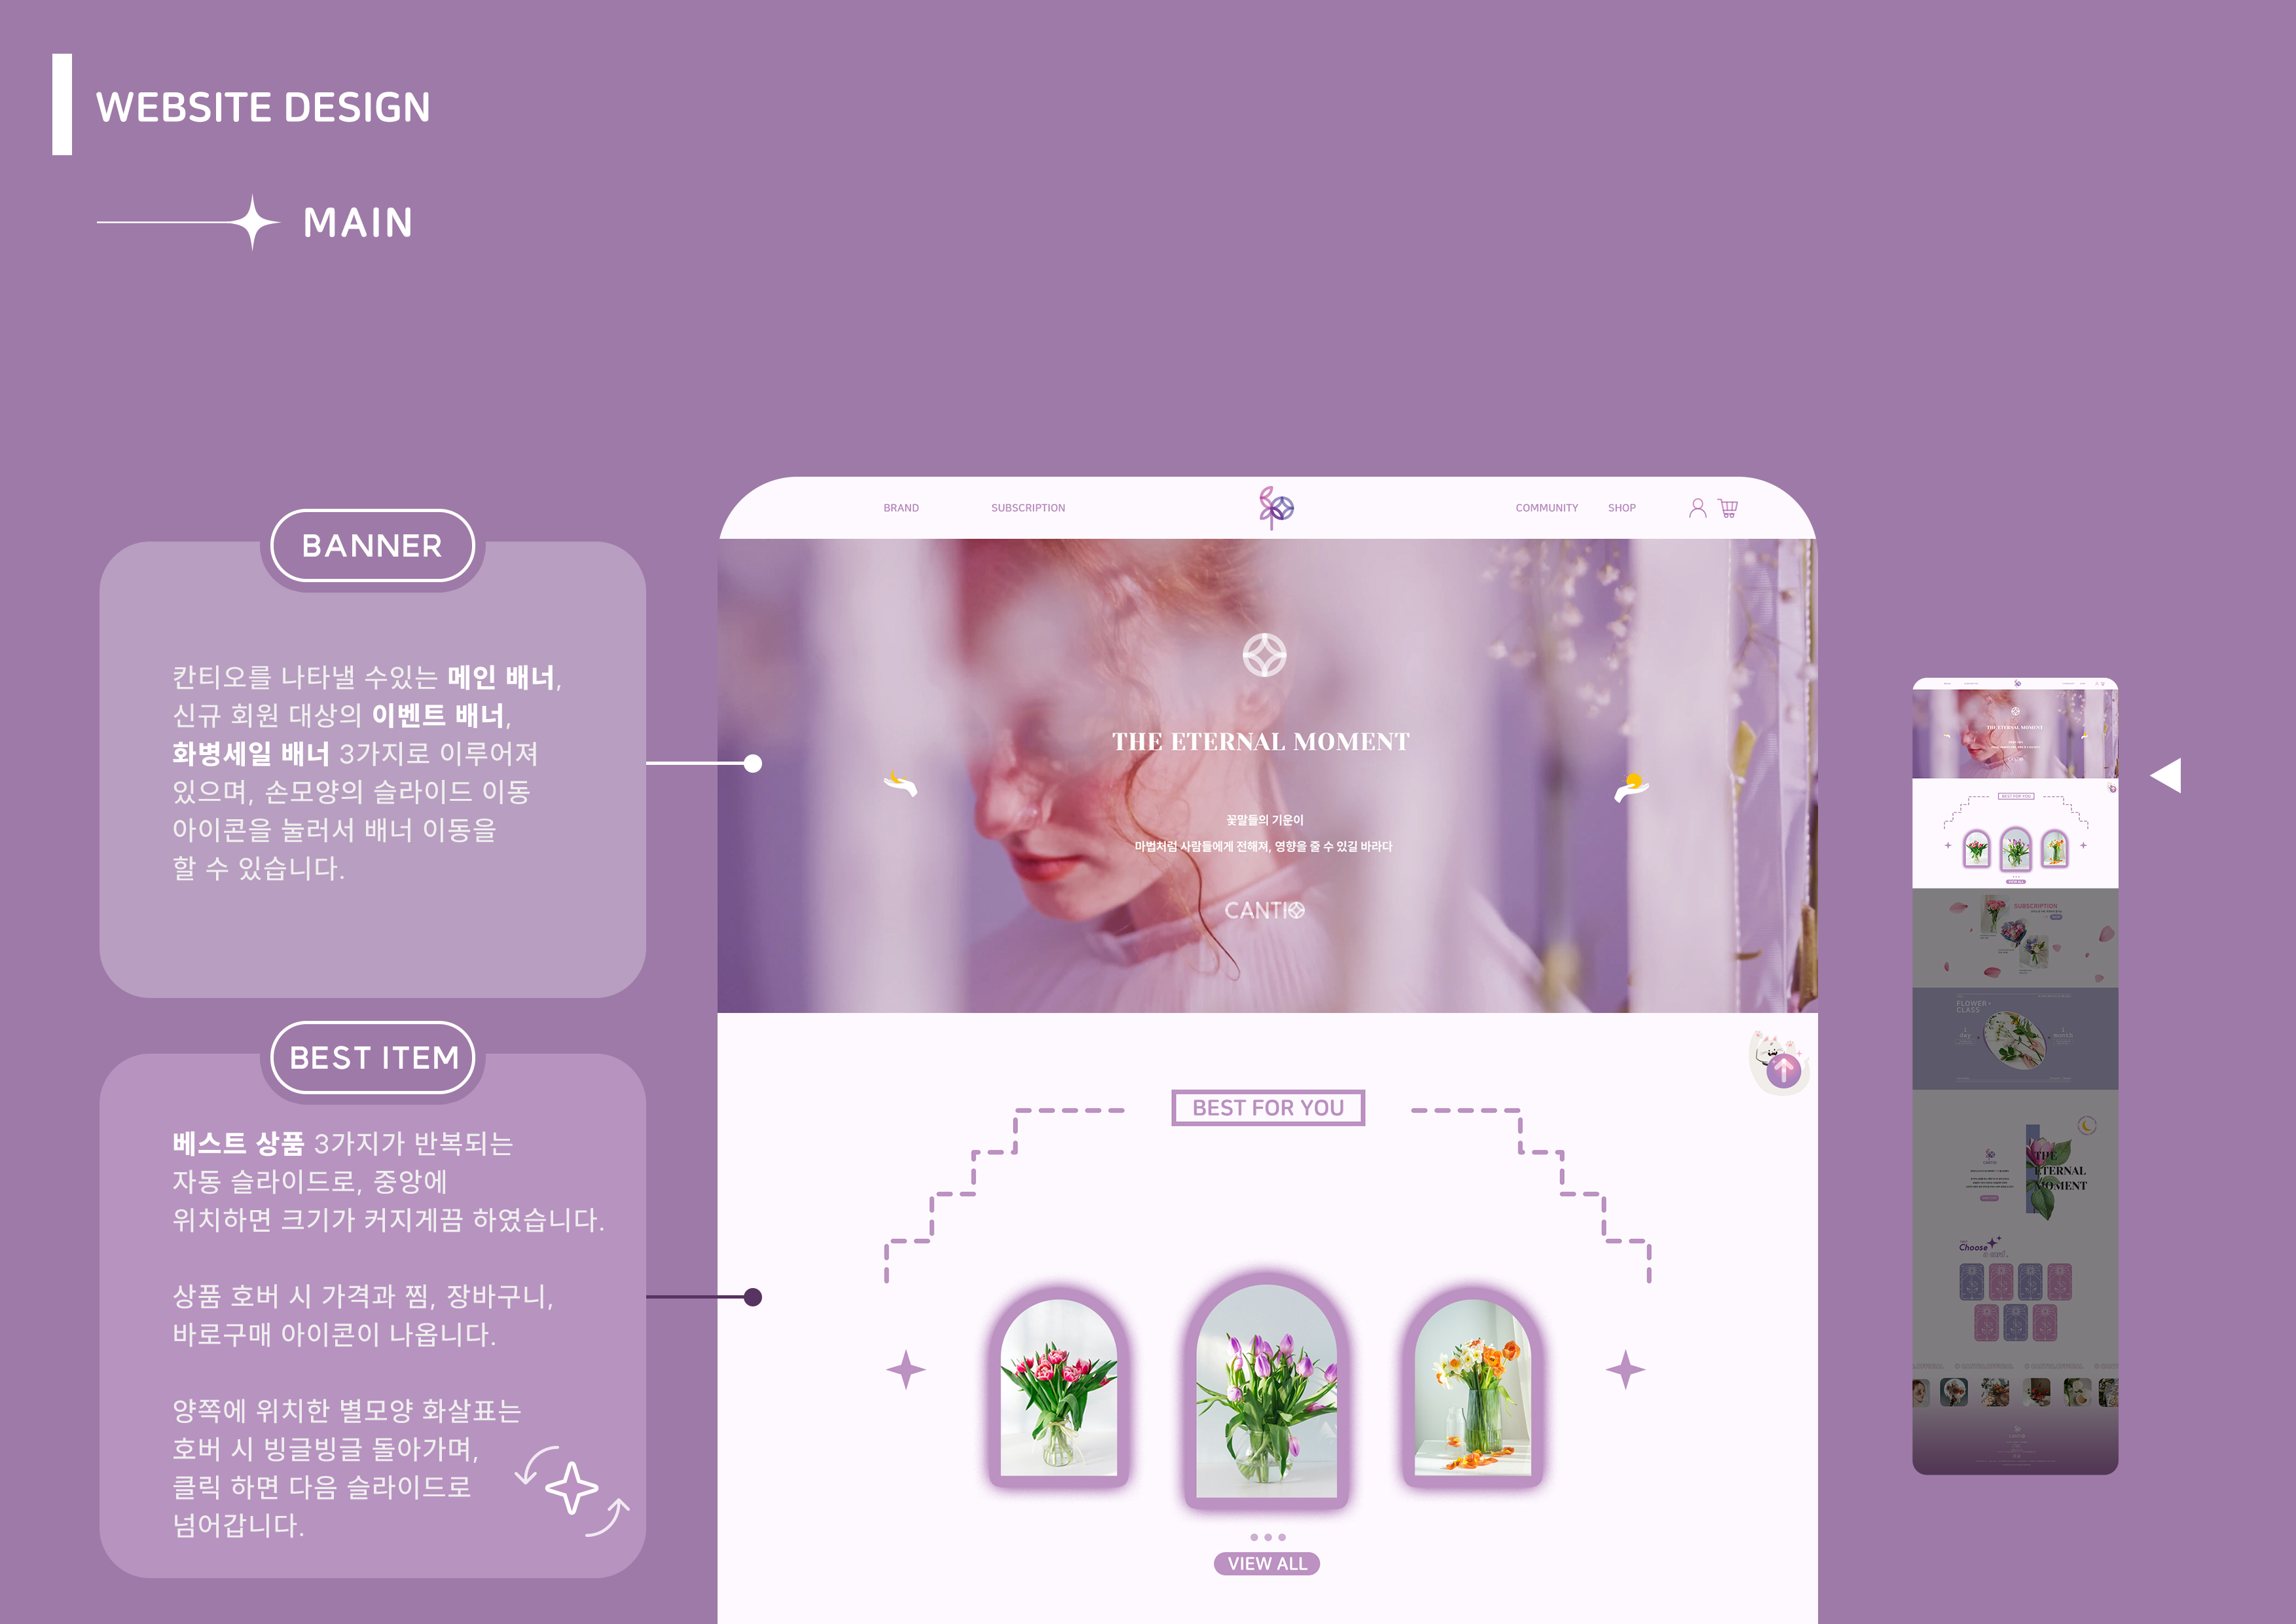 WEBSITE DESIGN
MAIN
BANNER
칸티오를 나타낼 수있는 메인 배너,
신규 회원 대상의 이벤트 배너,
화병세일 배너 3가지로 이루어져
있으며, 손모양의 슬라이드 이동
아이콘을 눌러서 배너 이동을
할 수 있습니다.
BEST ITEM
베스트 상품 3가지가 반복되는
자동 슬라이드로, 중앙에
위치하면 크기가 커지게끔 하였습니다.
상품 호버 시 가격과 찜, 장바구니,
바로구매 아이콘이 나옵니다.
양쪽에 위치한 별모양 화살표는
호버 시 빙글빙글 돌아가며,
클릭 하면 다음 슬라이드로
넘어갑니다.
BRAND
SUBSCRIPTION
COMMUNITY
SHOP
THE ETERNAL MOMENT
꽃말들의 기운이
마법처럼 사람들에게 전해져, 영향을 줄 수 있길 바라다
CANTIO
BEST FOR YOU
VIEW ALL
THE ETERNAL MOMENT
BEST FOR YOU
VIEW ALL
SUBSCRIPTION
FLOWER-
CLASS
1
day
1
month
THE
ETERNAL
MOMENT
Choose